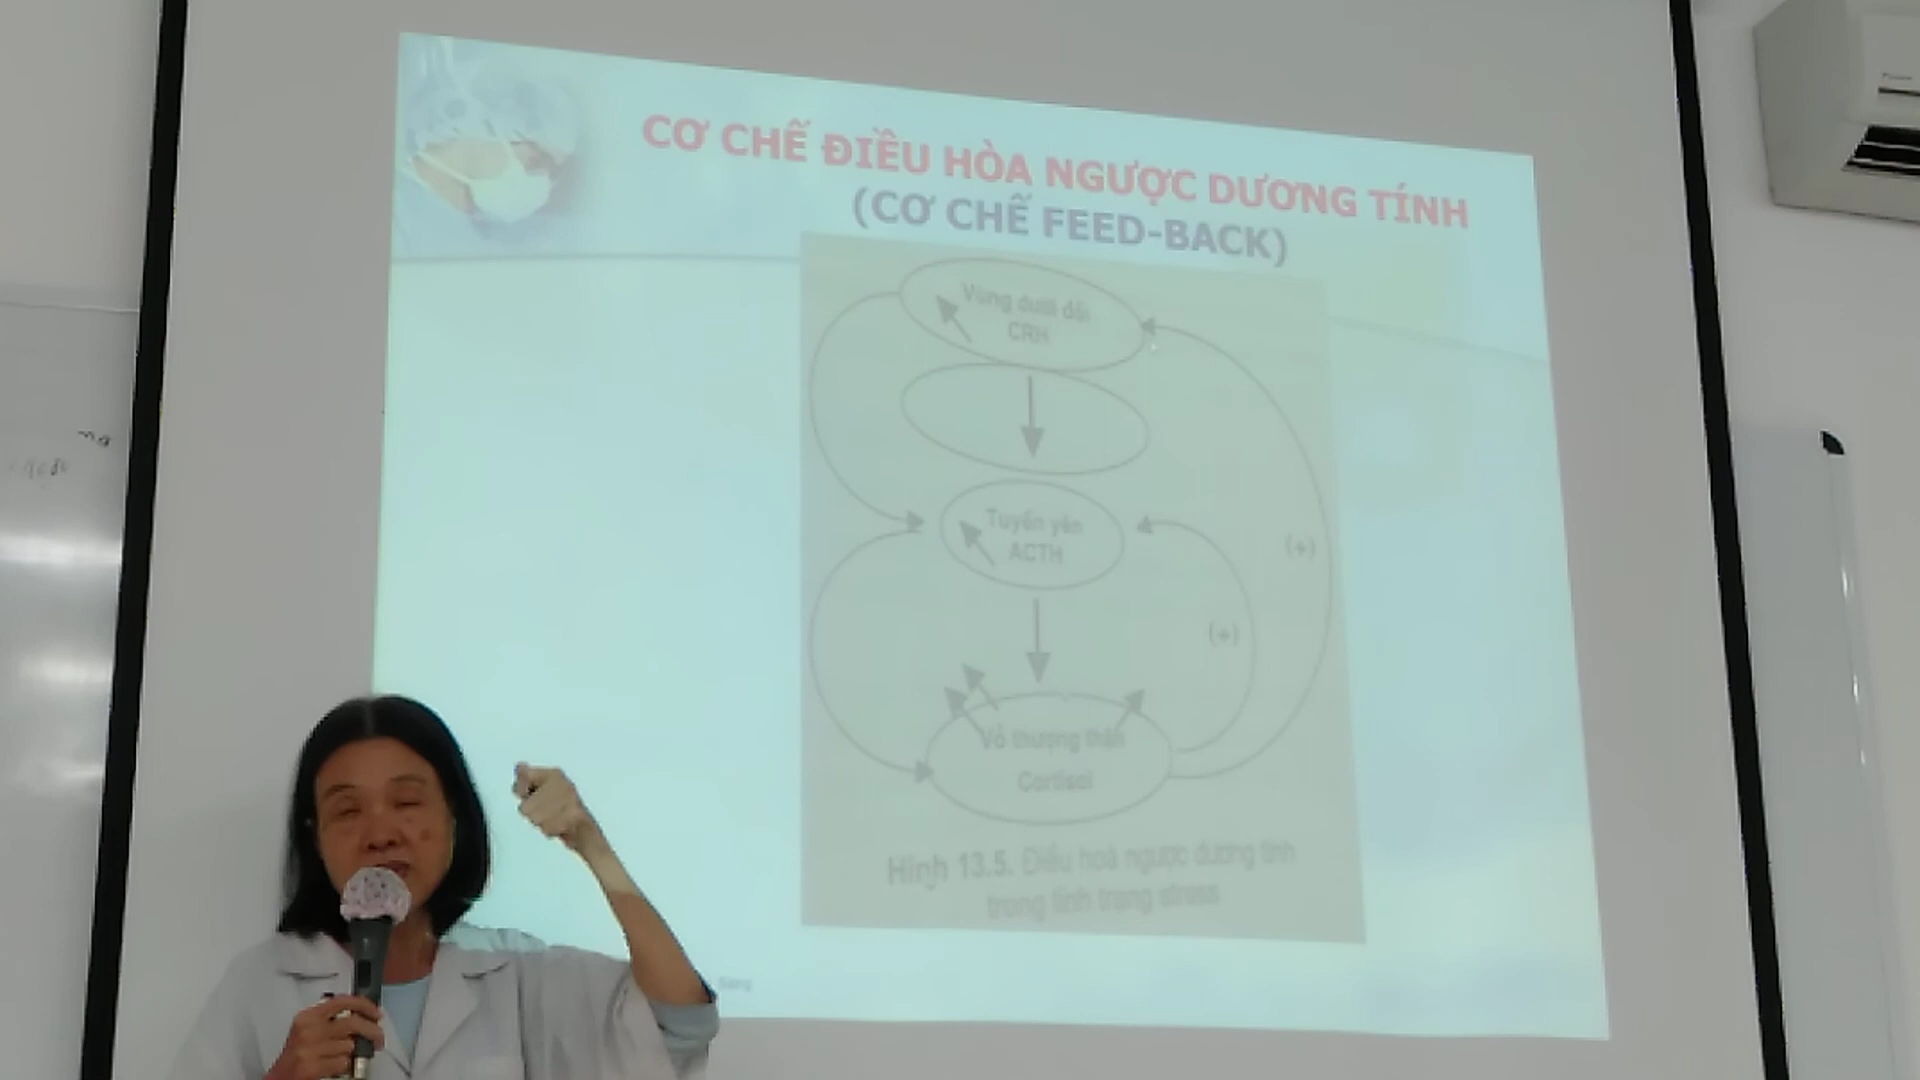 CƠ CHẾ ĐIỀU HÒA NGƯỢC DƯƠNG TÍNH
(CƠ CHẾ FEED-BACK)
Vùng dưới đồi
CRH
Tuyến yên
ACTH
(+)
(+)
Vỏ thượng thận
Cortisol
Hình 13.5. Điều hoà ngược dương tính
trong tình trạng stress